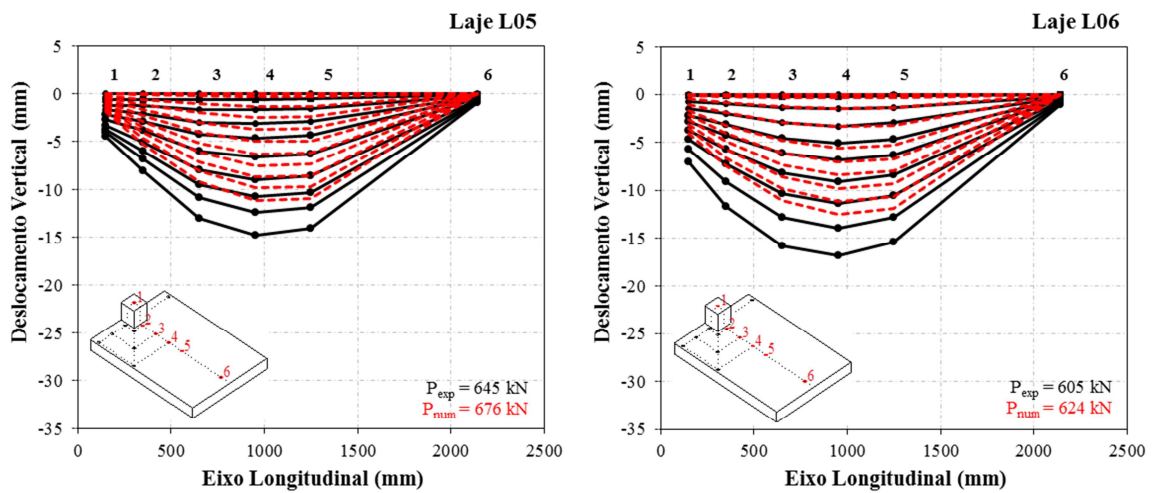 Laje L05
Deslocamento Vertical (mm)
5
0
-5
-10
-15
-20
-25
-30
-35
1 2 3 4 5 6
1
2
3
4
5
6
P_exp = 645 kN
P_num = 676 kN
0 500 1000 1500 2000 2500
Eixo Longitudinal (mm)
Laje L06
Deslocamento Vertical (mm)
5
0
-5
-10
-15
-20
-25
-30
-35
1 2 3 4 5 6
1
2
3
4
5
6
P_exp = 605 kN
P_num = 624 kN
0 500 1000 1500 2000 2500
Eixo Longitudinal (mm)